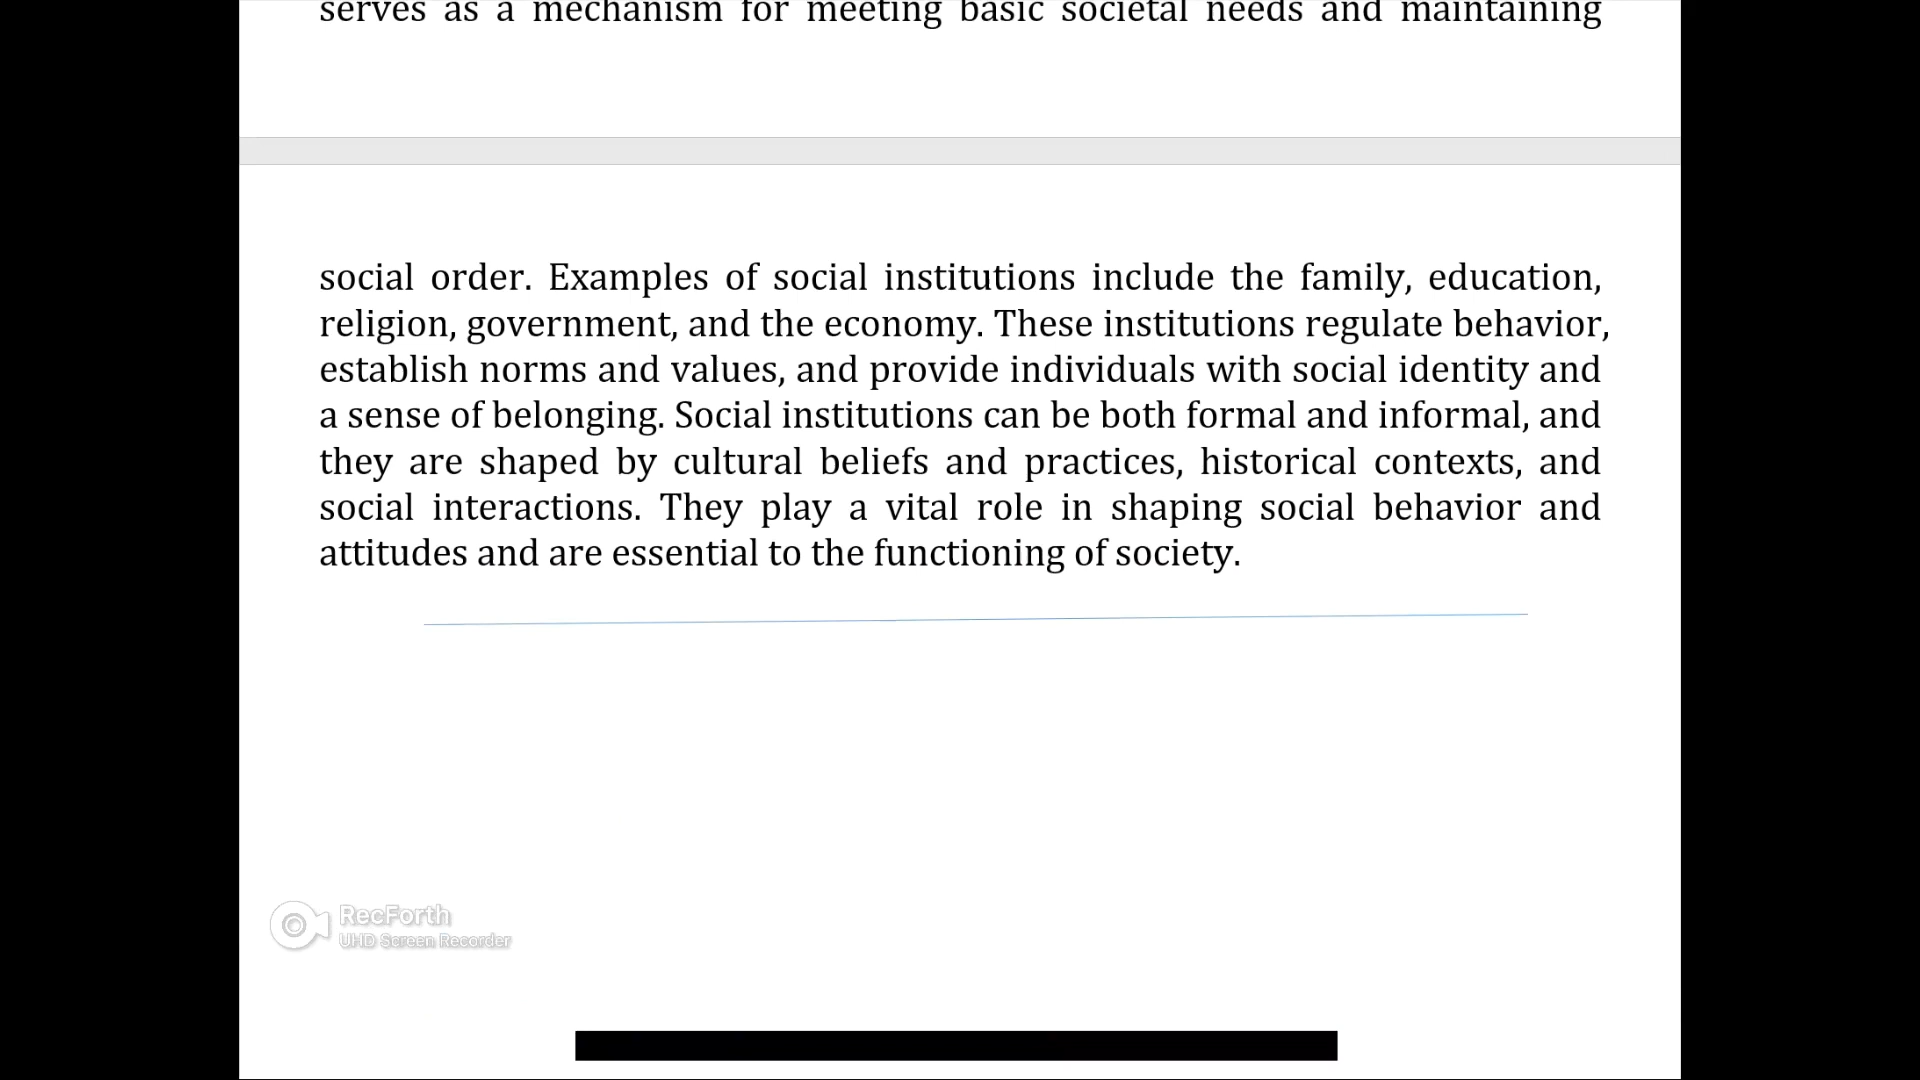 serves as a mechanism for meeting basic societal needs and maintaining
social order. Examples of social institutions include the family, education,
religion, government, and the economy. These institutions regulate behavior,
establish norms and values, and provide individuals with social identity and
a sense of belonging. Social institutions can be both formal and informal, and
they are shaped by cultural beliefs and practices, historical contexts, and
social interactions. They play a vital role in shaping social behavior and
attitudes and are essential to the functioning of society.
RecForth
UHD Screen Recorder